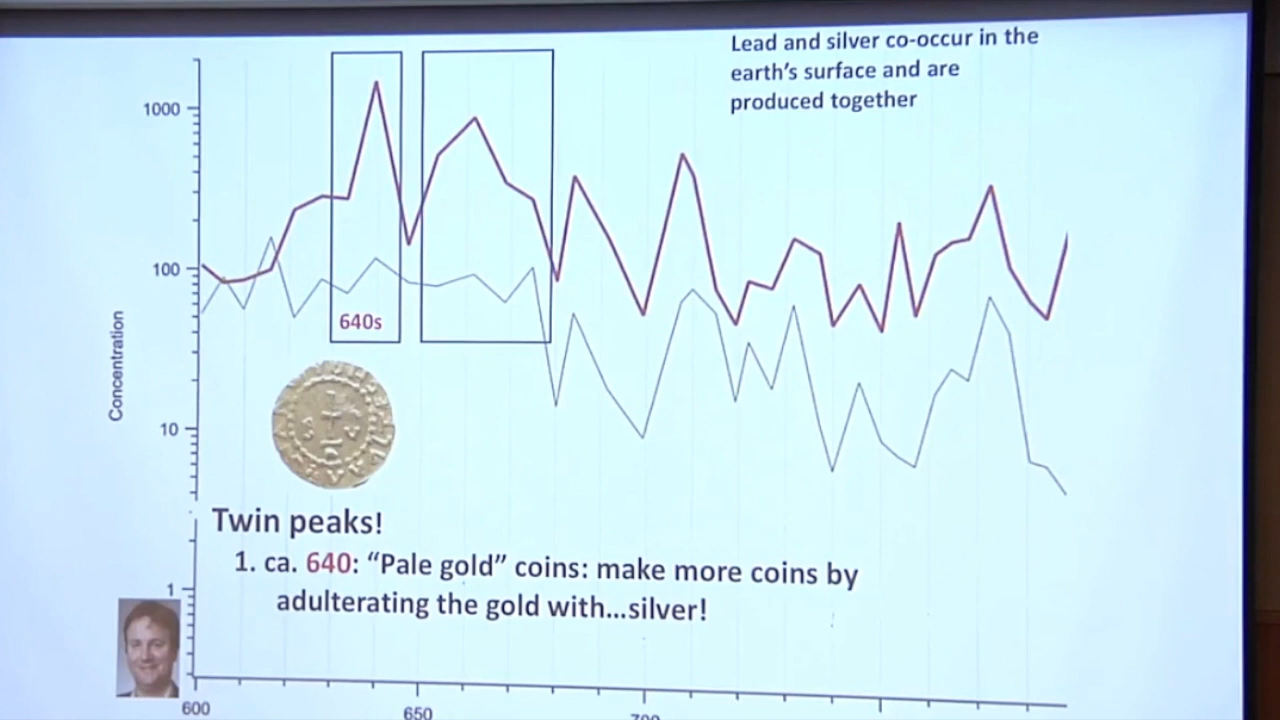 Lead and silver co-occur in the
earth's surface and are
produced together
1000
100
10
1
Concentration
640s
Twin peaks!
1. ca. 640: “Pale gold” coins: make more coins by
adulterating the gold with...silver!
600
650
700